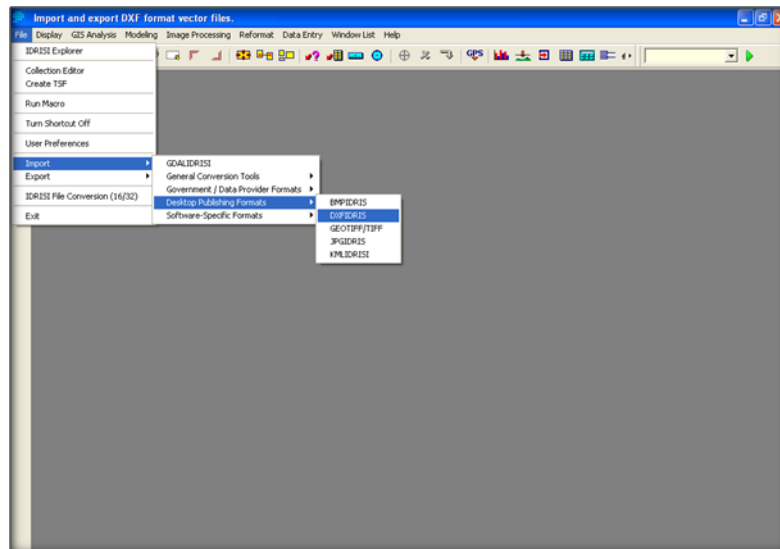 Import and export DXF format vector files.
File Display GIS Analysis Modeling Image Processing Reformat Data Entry Window List Help
IDRISI Explorer
GPS
Collection Editor
Create TSF
Run Macro
Turn Shortcut Off
User Preferences
Import
Export
IDRISI File Conversion (16/32)
Exit
GDALIDRISI
General Conversion Tools
Government / Data Provider Formats
Desktop Publishing Formats
Software-Specific Formats
BMPIDRIS
DXFIDRIS
GEOTIFF/TIFF
JPGIDRIS
KMLIDRISI